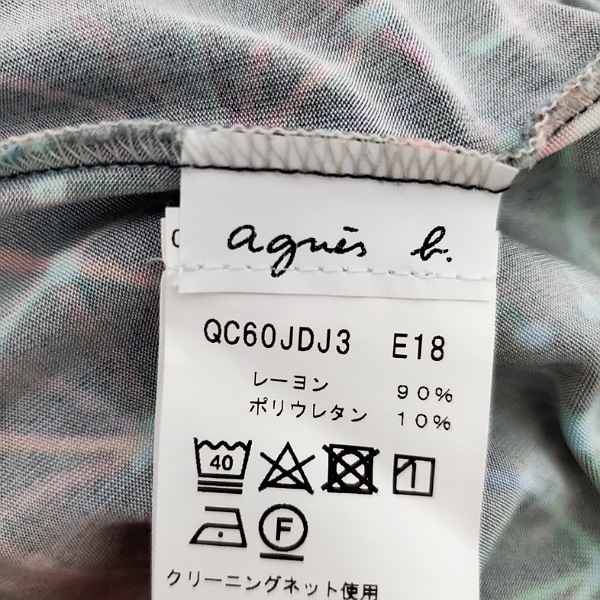 agnès b.
QC60JDJ3 E18
レーヨン 90%
ポリウレタン 10%
40
F
クリーニングネット使用